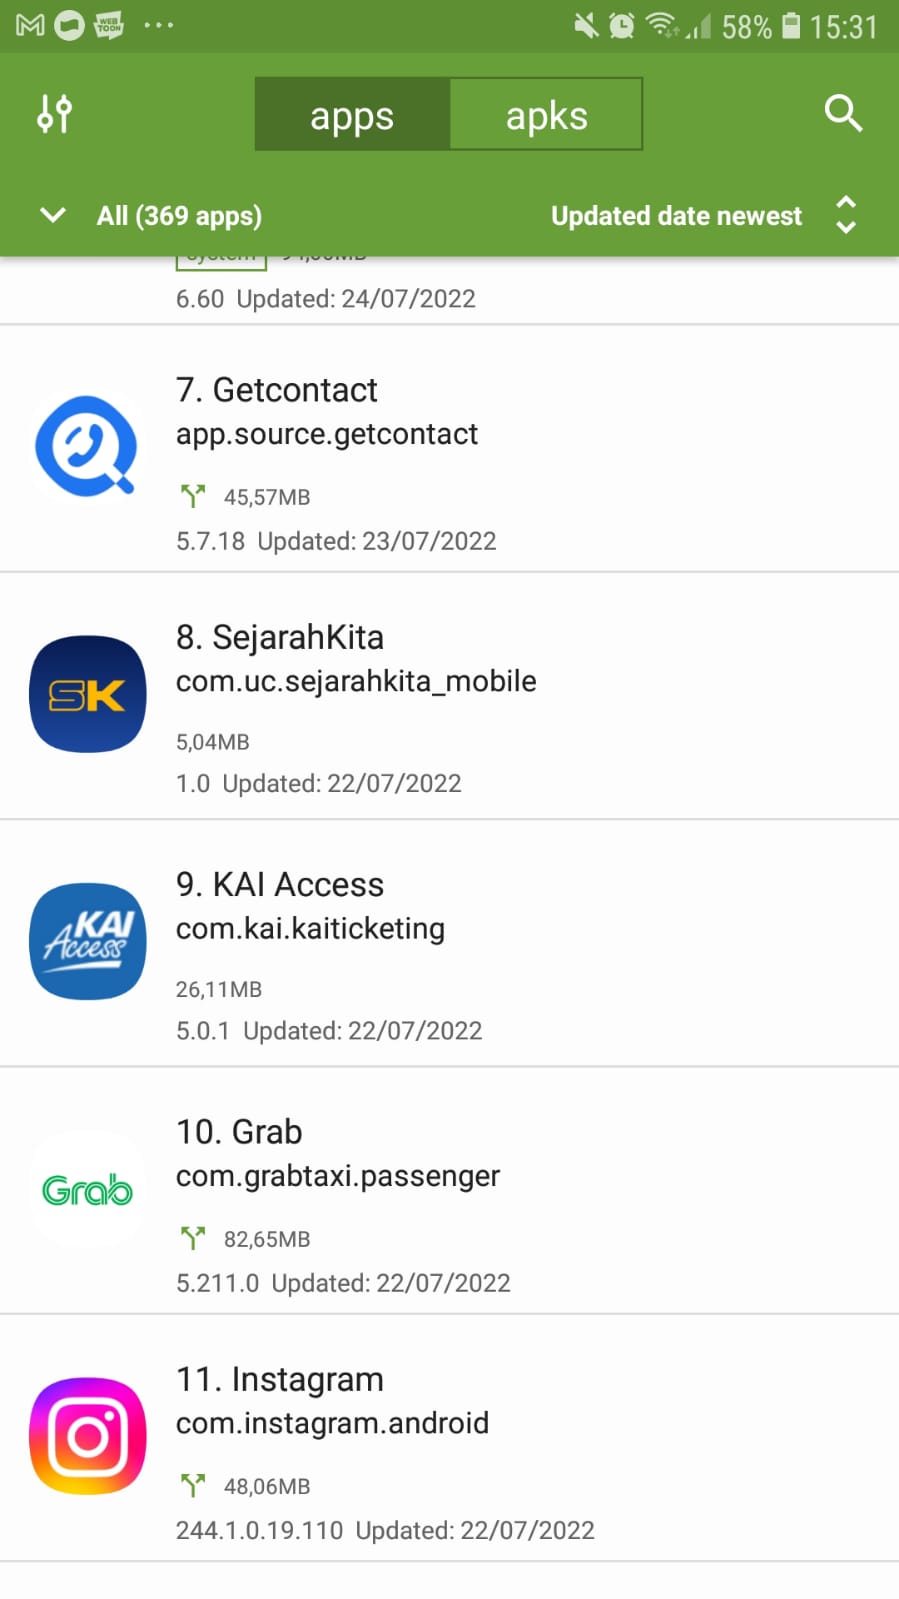 WEB TOON 58% 15:31
apps apks
All (369 apps) Updated date newest
6.60 Updated: 24/07/2022
7. Getcontact
app.source.getcontact
45,57MB
5.7.18 Updated: 23/07/2022
SK
8. SejarahKita
com.uc.sejarahkita_mobile
5,04MB
1.0 Updated: 22/07/2022
KAI Access
9. KAI Access
com.kai.kaiticketing
26,11MB
5.0.1 Updated: 22/07/2022
Grab
10. Grab
com.grabtaxi.passenger
82,65MB
5.211.0 Updated: 22/07/2022
11. Instagram
com.instagram.android
48,06MB
244.1.0.19.110 Updated: 22/07/2022